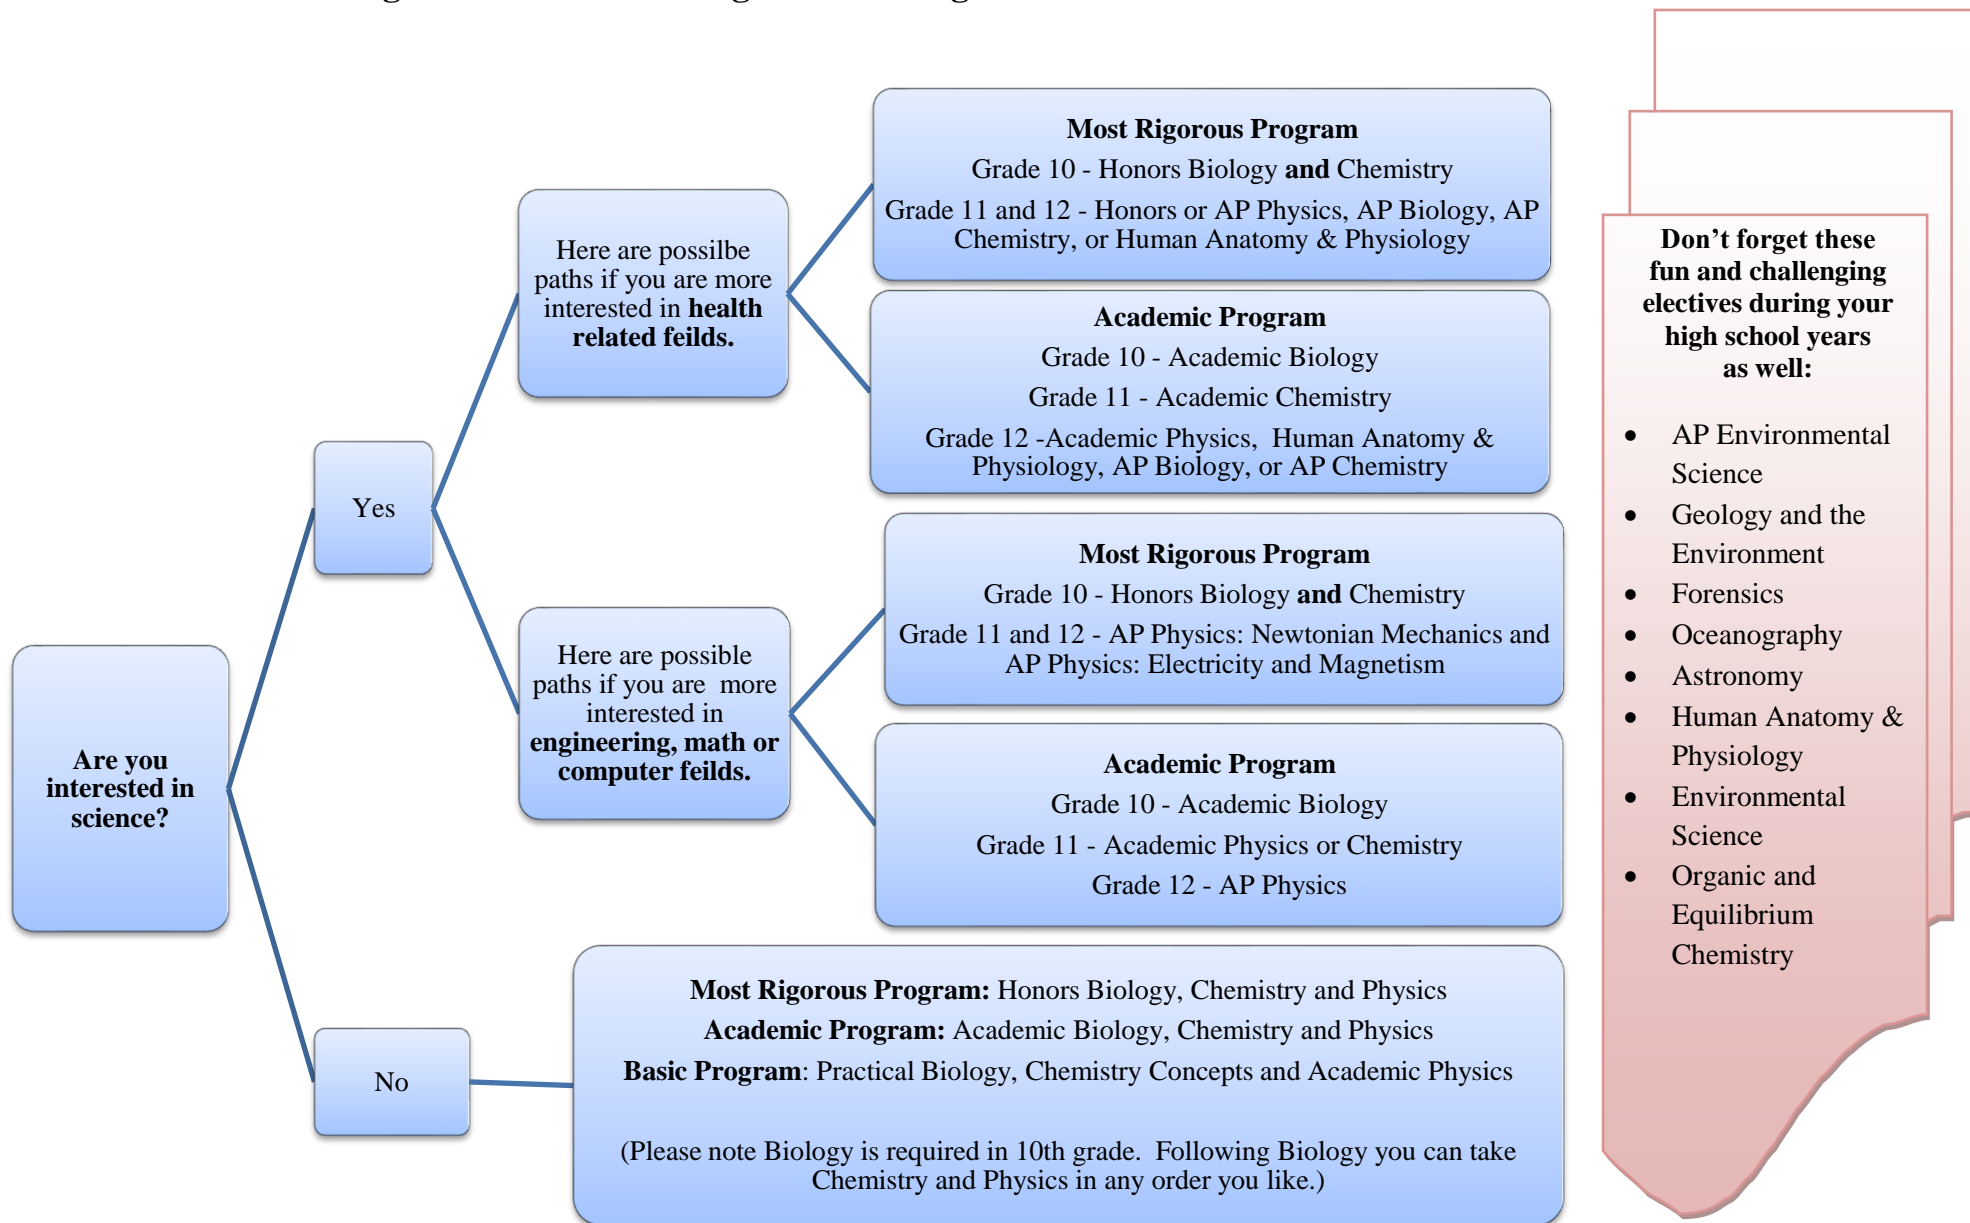 Are you
interested in
science?
Yes
Here are possilbe
paths if you are more
interested in health
related feilds.
Most Rigorous Program
Grade 10 - Honors Biology and Chemistry
Grade 11 and 12 - Honors or AP Physics, AP Biology, AP
Chemistry, or Human Anatomy & Physiology
Academic Program
Grade 10 - Academic Biology
Grade 11 - Academic Chemistry
Grade 12 -Academic Physics,  Human Anatomy &
Physiology, AP Biology, or AP Chemistry
Here are possible
paths if you are  more
interested in
engineering, math or
computer feilds.
Most Rigorous Program
Grade 10 - Honors Biology and Chemistry
Grade 11 and 12 - AP Physics: Newtonian Mechanics and
AP Physics: Electricity and Magnetism
Academic Program
Grade 10 - Academic Biology
Grade 11 - Academic Physics or Chemistry
Grade 12 - AP Physics
No
Most Rigorous Program: Honors Biology, Chemistry and Physics
Academic Program: Academic Biology, Chemistry and Physics
Basic Program: Practical Biology, Chemistry Concepts and Academic Physics
(Please note Biology is required in 10th grade.  Following Biology you can take
Chemistry and Physics in any order you like.)
Don’t forget these
fun and challenging
electives during your
high school years
as well:
• AP Environmental
Science
• Geology and the
Environment
• Forensics
• Oceanography
• Astronomy
• Human Anatomy &
Physiology
• Environmental
Science
• Organic and
Equilibrium
Chemistry